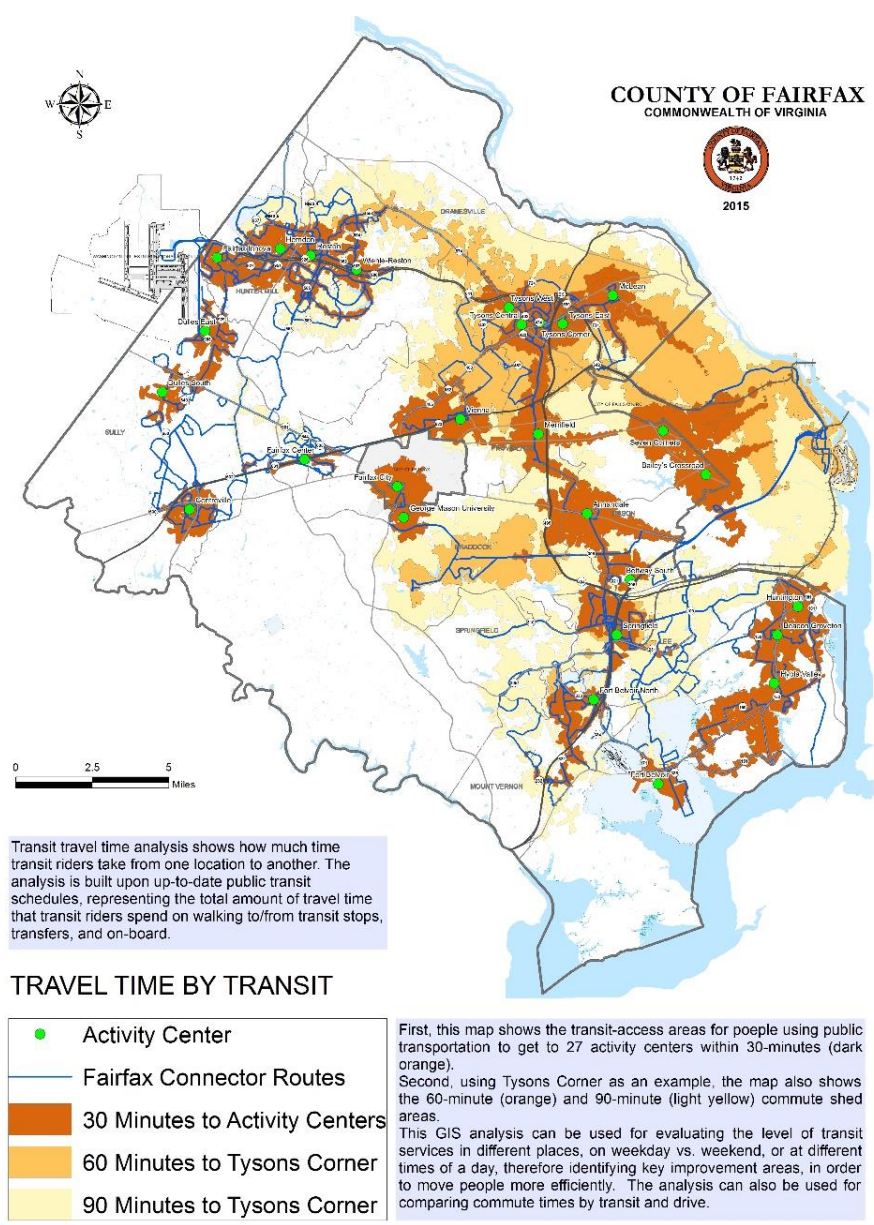 N
W
E
S
COUNTY OF FAIRFAX
COMMONWEALTH OF VIRGINIA
COUNTY OF FAIRFAX
1742
VIRGINIA
2015
DRANESVILLE
Herndon
Fairfax Innova
Reston
Wiehle-Reston
HUNTER MILL
McLean
Tysons West
Tysons Central
Tysons East
Tysons Corner
Dulles East
Dulles South
SULLY
Vienna
Merrifield
Seven Corners
Bailey's Crossroad
Fairfax Center
Fairfax City
Centreville
George Mason University
Annandale
MASON
BRADDOCK
Beltway South
Huntington
SPRINGFIELD
Springfield
LEE
Beacon Groveton
Hybla Valley
Fort Belvoir North
Fort Belvoir
MOUNT VERNON
0 2.5 5
Miles
Transit travel time analysis shows how much time
transit riders take from one location to another. The
analysis is built upon up-to-date public transit
schedules, representing the total amount of travel time
that transit riders spend on walking to/from transit stops,
transfers, and on-board.
TRAVEL TIME BY TRANSIT
Activity Center
Fairfax Connector Routes
30 Minutes to Activity Centers
60 Minutes to Tysons Corner
90 Minutes to Tysons Corner
First, this map shows the transit-access areas for poeple using public
transportation to get to 27 activity centers within 30-minutes (dark
orange).
Second, using Tysons Corner as an example, the map also shows
the 60-minute (orange) and 90-minute (light yellow) commute shed
areas.
This GIS analysis can be used for evaluating the level of transit
services in different places, on weekday vs. weekend, or at different
times of a day, therefore identifying key improvement areas, in order
to move people more efficiently. The analysis can also be used for
comparing commute times by transit and drive.